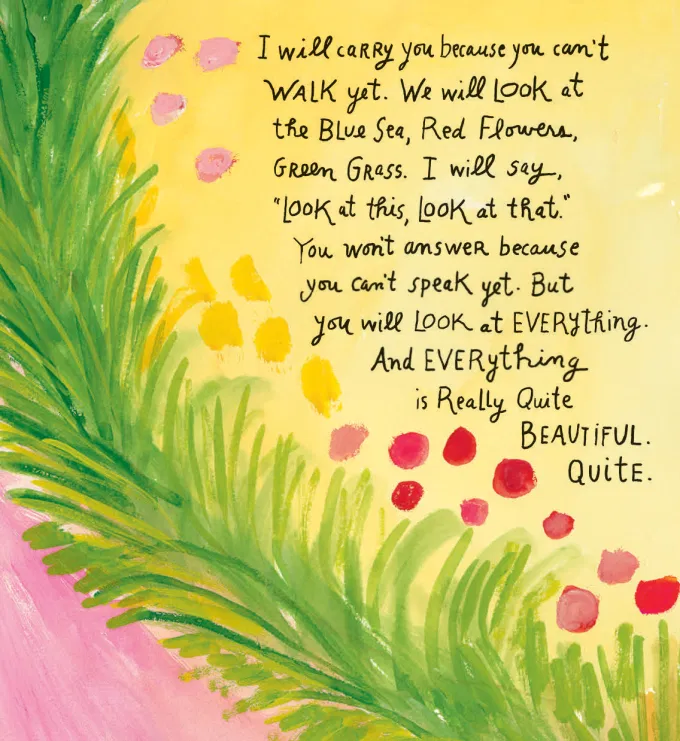 I will CARRY you because you can't
WALK yet. We will LOOK at
the BLue Sea, Red Flowers,
GReen GRASS. I will say,
"LOOK at this, LOOK at that."
You won't answeR because
you can't speak yet. But
you will LOOK at EVERything.
And EVERything
is Really Quite
BEAUTiFUL.
QUiTE.